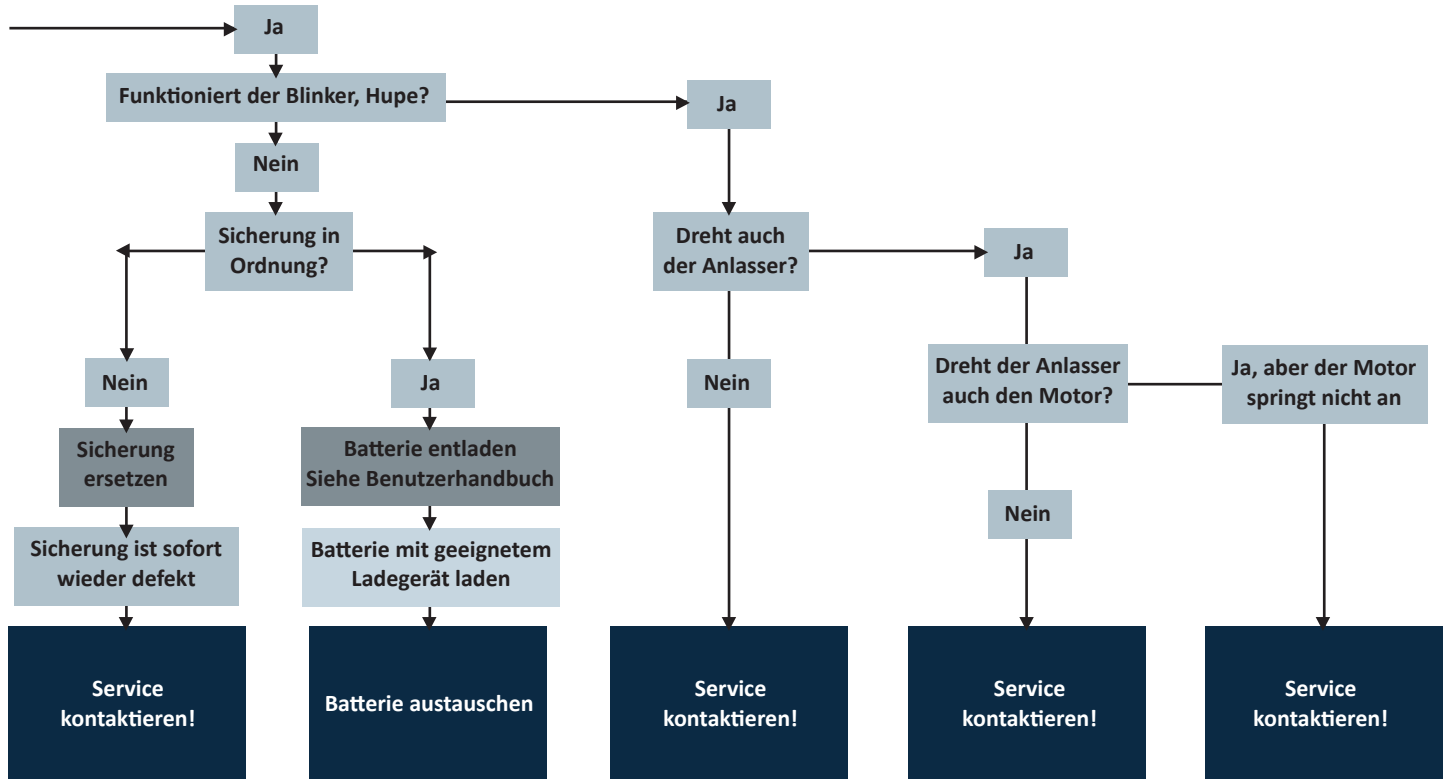 Ja
Funktioniert der Blinker, Hupe?
Ja
Nein
Sicherung in
Ordnung?
Dreht auch
der Anlasser?
Ja
Nein
Ja
Nein
Dreht der Anlasser
auch den Motor?
Ja, aber der Motor
springt nicht an
Sicherung
ersetzen
Batterie entladen
Siehe Benutzerhandbuch
Nein
Sicherung ist sofort
wieder defekt
Batterie mit geeignetem
Ladegerät laden
Service
kontaktieren!
Batterie austauschen
Service
kontaktieren!
Service
kontaktieren!
Service
kontaktieren!